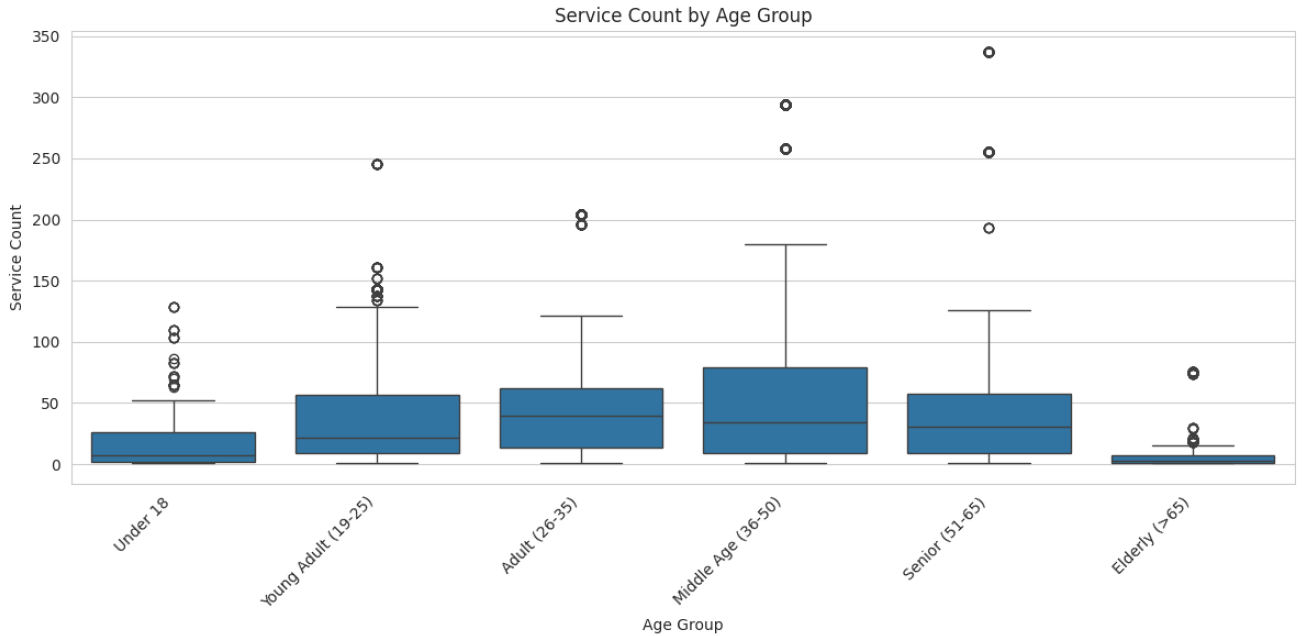 Service Count by Age Group
350
300
250
200
150
100
50
0
Service Count
Under 18
Young Adult (19-25)
Adult (26-35)
Middle Age (36-50)
Senior (51-65)
Elderly (>65)
Age Group